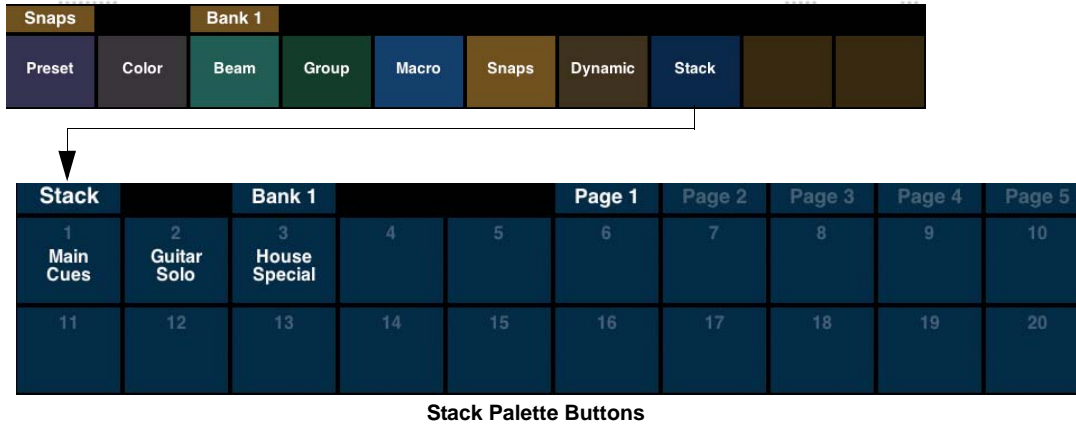 Snaps Bank 1
Preset Color Beam Group Macro Snaps Dynamic Stack
Stack Bank 1 Page 1 Page 2 Page 3 Page 4 Page 5
1 2 3 4 5 6 7 8 9 10
Main Guitar House
Cues Solo Special
11 12 13 14 15 16 17 18 19 20
Stack Palette Buttons